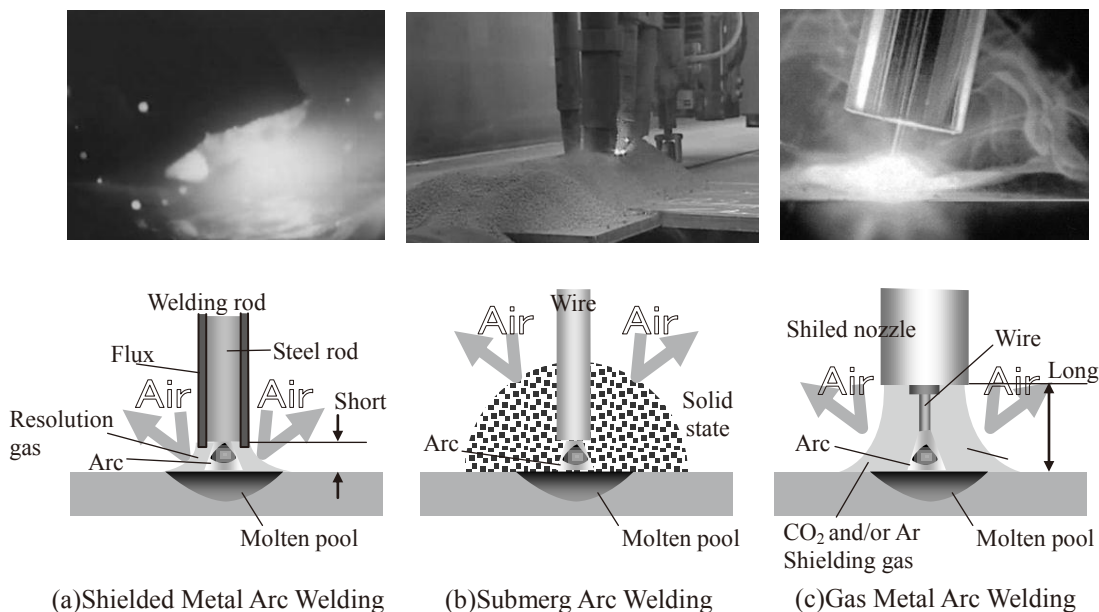 Welding rod
Flux
Steel rod
Air
Air
Short
Resolution
gas
Arc
Molten pool
(a)Shielded Metal Arc Welding
Wire
Air
Air
Solid
state
Arc
Molten pool
(b)Submerg Arc Welding
Shiled nozzle
Wire
Long
Air
Air
Arc
CO₂ and/or Ar
Shielding gas
Molten pool
(c)Gas Metal Arc Welding